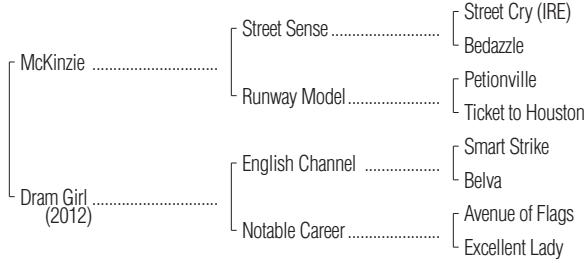 Street Cry (IRE)
Street Sense ..............................
Bedazzle
McKinzie ..................................
Petionville
Runway Model .........................
Ticket to Houston
Smart Strike
English Channel .....................
Belva
Dram Girl ..................................
(2012)
Avenue of Flags
Notable Career .........................
Excellent Lady